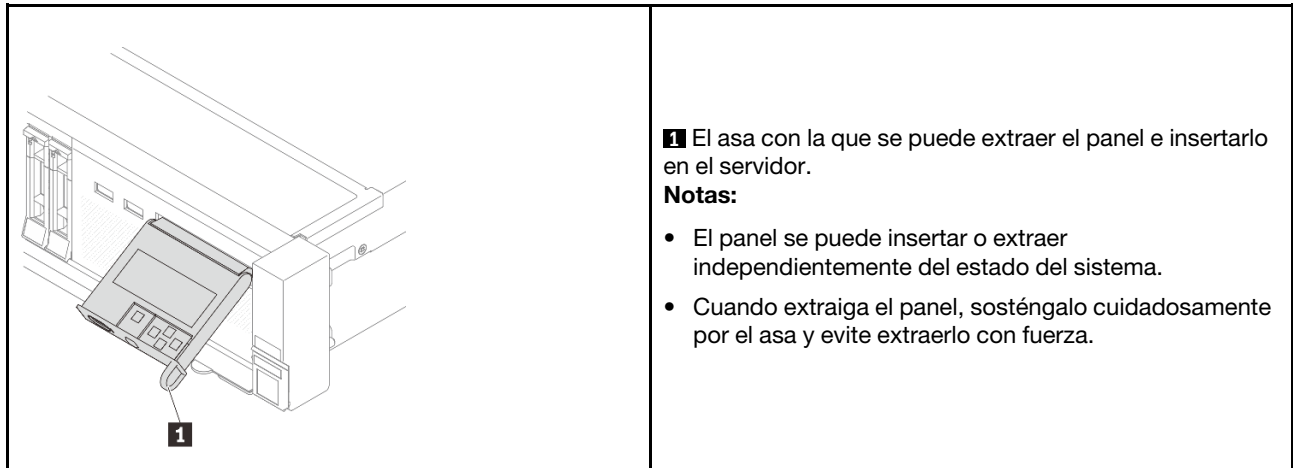 1 El asa con la que se puede extraer el panel e insertarlo
en el servidor.
Notas:
• El panel se puede insertar o extraer
independientemente del estado del sistema.
• Cuando extraiga el panel, sosténgalo cuidadosamente
por el asa y evite extraerlo con fuerza.
1